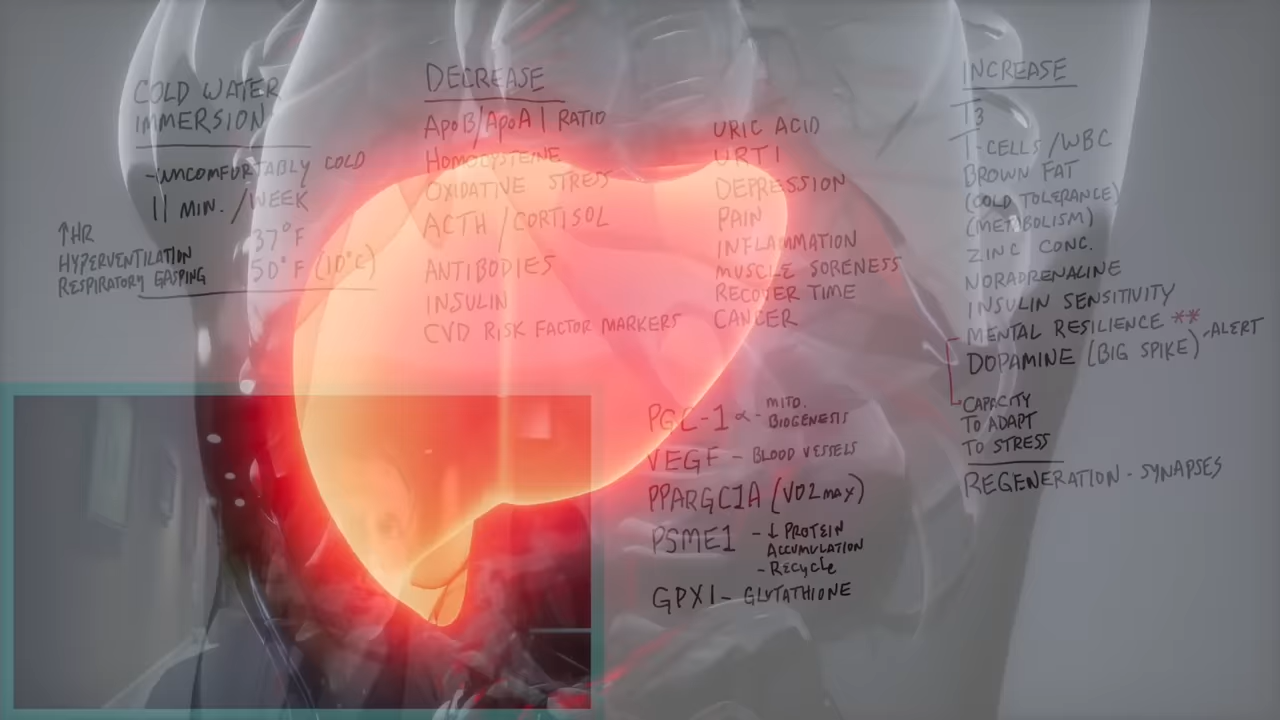 COLD WATER
IMMERSION
-UNCOMFORTABLY COLD
11 MIN. /WEEK
37°F
50°F (10°C)
↑HR
HYPERVENTILATION
RESPIRATORY GASPING
DECREASE
APOB/APOA1 RATIO
HOMOCYSTEINE
OXIDATIVE STRESS
ACTH/CORTISOL
ANTIBODIES
INSULIN
CVD RISK FACTOR MARKERS
URIC ACID
URTI
DEPRESSION
PAIN
INFLAMMATION
MUSCLE SORENESS
RECOVER TIME
CANCER
PGC-1α - MITO.
BIOGENESIS
VEGF - BLOOD VESSELS
PPARGC1A (VO2max)
PSME1 - ↓ PROTEIN
ACCUMULATION
- RECYCLE
GPX1 - GLUTATHIONE
INCREASE
T3
T-CELLS/WBC
BROWN FAT
(COLD TOLERANCE)
(METABOLISM)
ZINC CONC.
NORADRENALINE
INSULIN SENSITIVITY
MENTAL RESILIENCE **
DOPAMINE (BIG SPIKE) -ALERT
CAPACITY
TO ADAPT
TO STRESS
REGENERATION - SYNAPSES